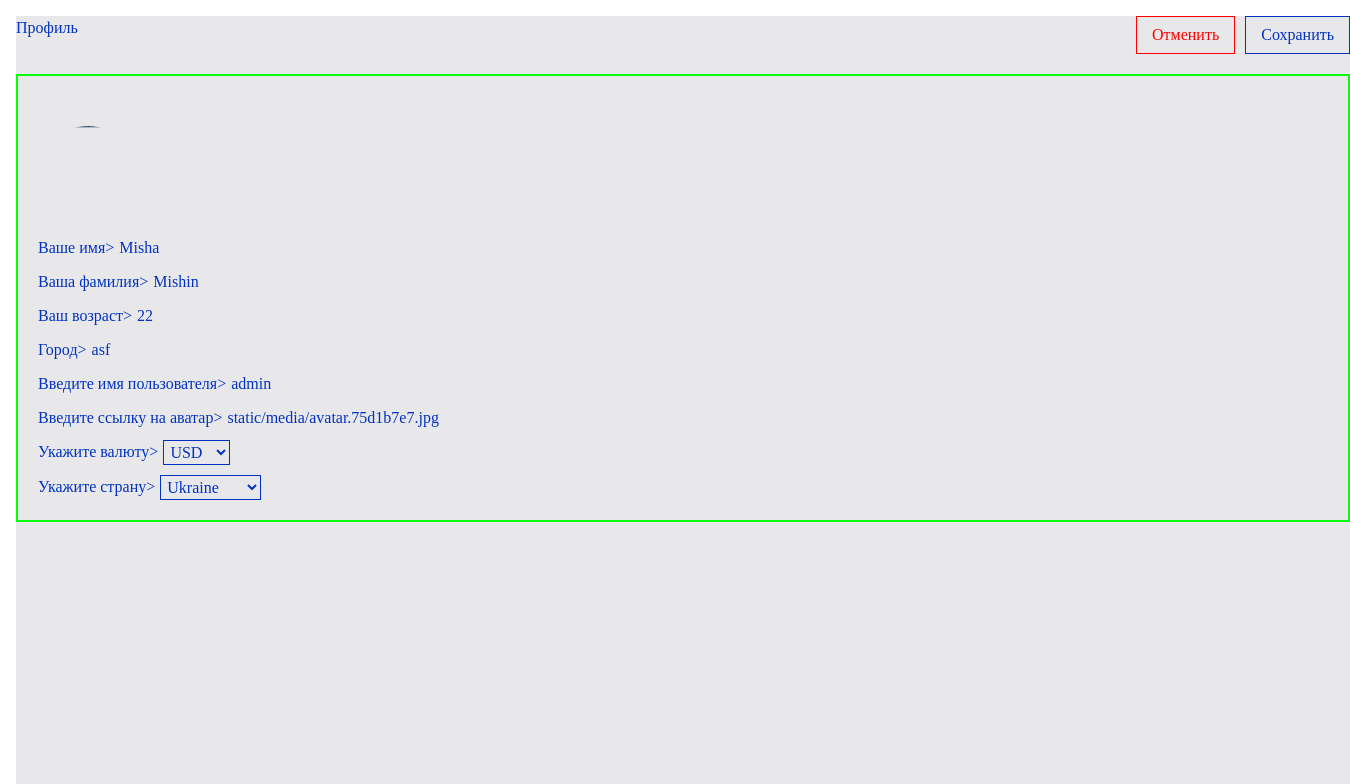 Профиль
Отменить
Сохранить
Ваше имя> Misha
Ваша фамилия> Mishin
Ваш возраст> 22
Город> asf
Введите имя пользователя> admin
Введите ссылку на аватар> static/media/avatar.75d1b7e7.jpg
Укажите валюту> USD
Укажите страну> Ukraine